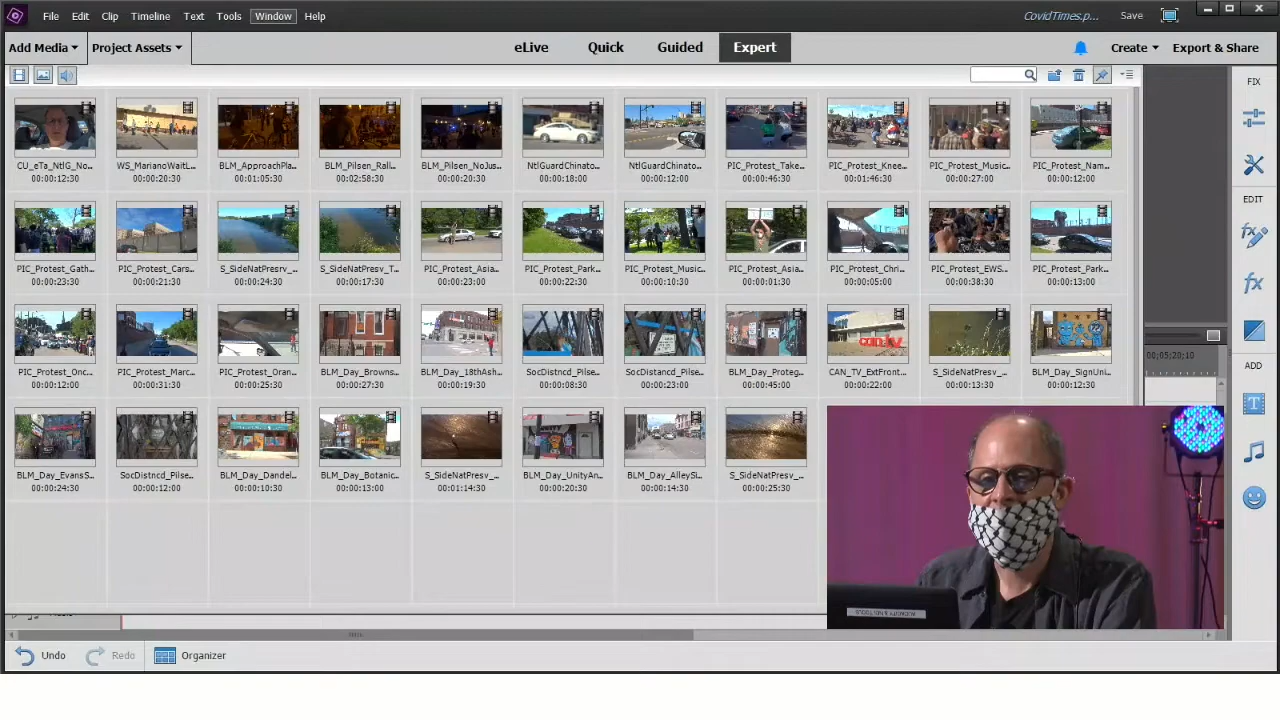 File Edit Clip Timeline Text Tools Window Help CovidTimes.p... Save
Add Media Project Assets eLive Quick Guided Expert Create Export & Share
FIX
CU_eTa_NtlG_No... WS_MarianoWaitL... BLM_ApproachPla... BLM_Pilsen_Rall... BLM_Pilsen_NoJus... NtlGuardChinato... NtlGuardChinato... PIC_Protest_Take... PIC_Protest_Knee... PIC_Protest_Music... PIC_Protest_Nam...
00:00:12:30 00:00:20:30 00:01:05:30 00:02:58:30 00:00:20:30 00:00:18:00 00:00:12:00 00:00:46:30 00:01:46:30 00:00:27:00 00:00:12:00
EDIT
PIC_Protest_Gath... PIC_Protest_Cars... S_SideNatPresrv_... S_SideNatPresv_T... PIC_Protest_Asia... PIC_Protest_Park... PIC_Protest_Music... PIC_Protest_Asia... PIC_Protest_Chri... PIC_Protest_EWS... PIC_Protest_Park...
00:00:23:30 00:00:21:30 00:00:24:30 00:00:17:30 00:00:23:00 00:00:22:30 00:00:10:30 00:00:01:30 00:00:05:00 00:00:38:30 00:00:13:00
fx
00;05;20;10
ADD
PIC_Protest_Onc... PIC_Protest_Marc... PIC_Protest_Oran... BLM_Day_Browns... BLM_Day_18thAsh... SocDistancd_Pilse... SocDistancd_Pilse... BLM_Day_Proteg... CAN_TV_ExtFront... S_SideNatPresv_... BLM_Day_SignUni...
00:00:12:00 00:00:31:30 00:00:25:30 00:00:27:30 00:00:19:30 00:00:08:30 00:00:23:00 00:00:45:00 00:00:22:00 00:00:13:30 00:00:12:30
T
BLM_Day_EvansS... SocDistncd_Pilse... BLM_Day_Dandel... BLM_Day_Botanic... S_SideNatPresv_... BLM_Day_UnityAn... BLM_Day_AlleySi... S_SideNatPresv_...
00:00:24:30 00:00:12:00 00:00:10:30 00:00:13:00 00:01:14:30 00:00:20:30 00:00:14:30 00:00:25:30
Undo Redo Organizer